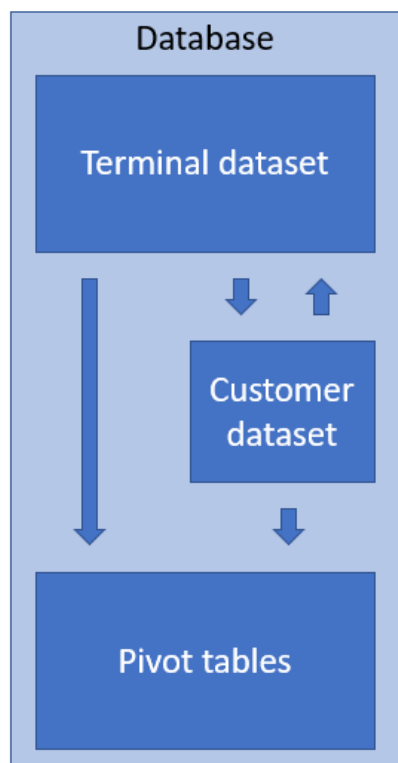 Database
Terminal dataset
Customer
dataset
Pivot tables